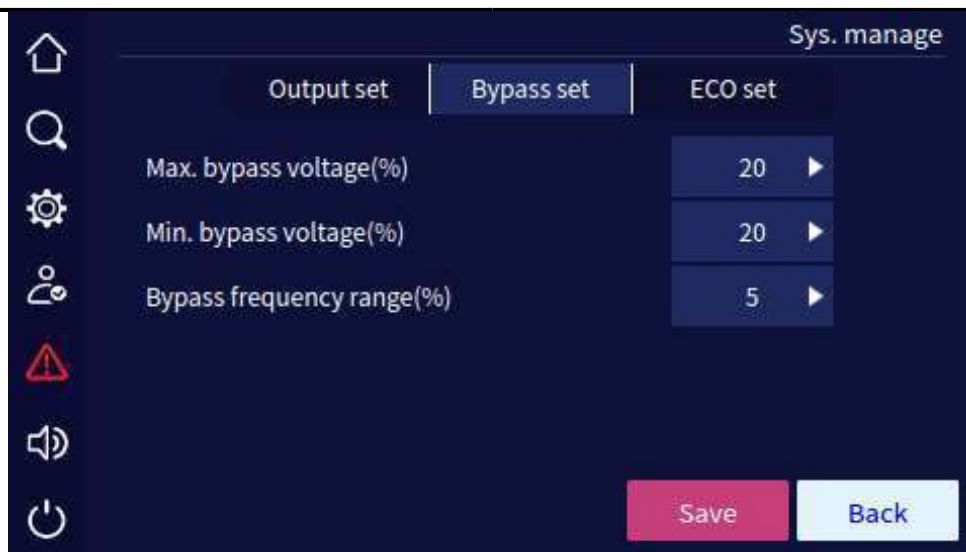 Sys. manage
Output set Bypass set ECO set
Max. bypass voltage(%) 20
Min. bypass voltage(%) 20
Bypass frequency range(%) 5
Save Back